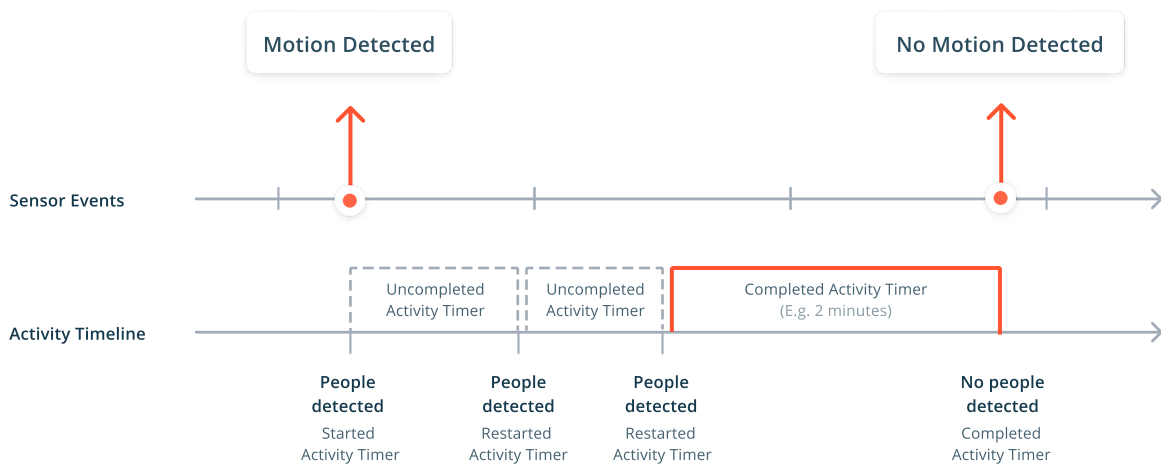 Motion Detected
No Motion Detected
Sensor Events
Uncompleted
Activity Timer
Uncompleted
Activity Timer
Completed Activity Timer
(E.g. 2 minutes)
Activity Timeline
People
detected
Started
Activity Timer
People
detected
Restarted
Activity Timer
People
detected
Restarted
Activity Timer
No people
detected
Completed
Activity Timer